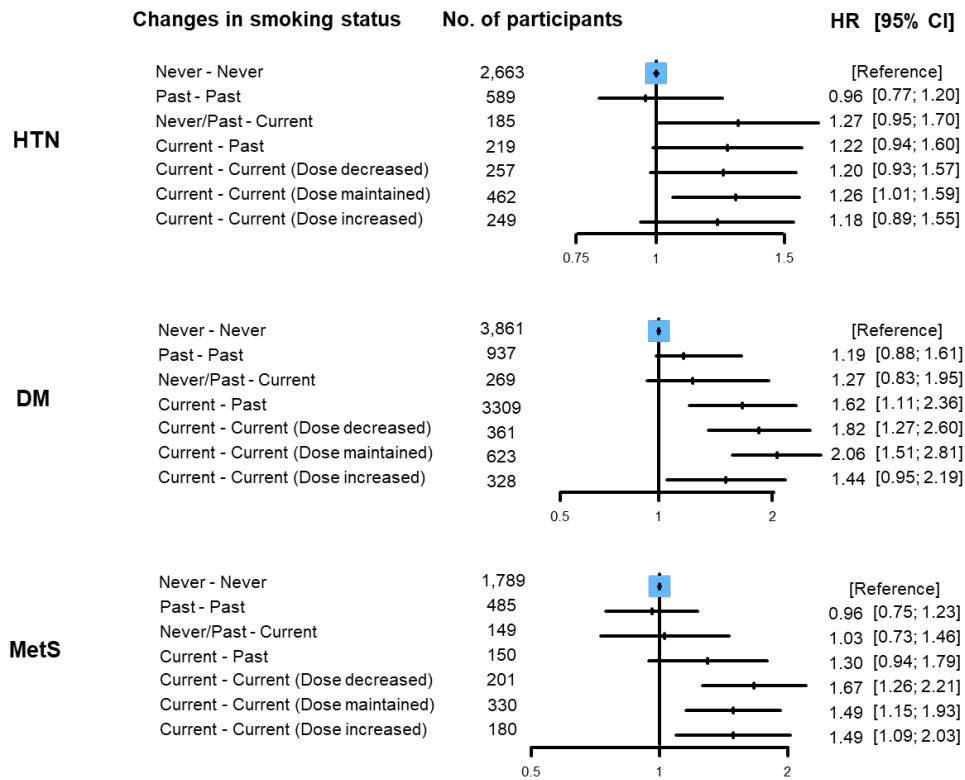 Changes in smoking status No. of participants HR [95% CI]
Never - Never 2,663 [Reference]
Past - Past 589 0.96 [0.77; 1.20]
HTN
Never/Past - Current 185 1.27 [0.95; 1.70]
Current - Past 219 1.22 [0.94; 1.60]
Current - Current (Dose decreased) 257 1.20 [0.93; 1.57]
Current - Current (Dose maintained) 462 1.26 [1.01; 1.59]
Current - Current (Dose increased) 249 1.18 [0.89; 1.55]
0.75 1 1.5
Never - Never 3,861 [Reference]
Past - Past 937 1.19 [0.88; 1.61]
Never/Past - Current 269 1.27 [0.83; 1.95]
DM
Current - Past 3309 1.62 [1.11; 2.36]
Current - Current (Dose decreased) 361 1.82 [1.27; 2.60]
Current - Current (Dose maintained) 623 2.06 [1.51; 2.81]
Current - Current (Dose increased) 328 1.44 [0.95; 2.19]
0.5 1 2
Never - Never 1,789 [Reference]
Past - Past 485 0.96 [0.75; 1.23]
Never/Past - Current 149 1.03 [0.73; 1.46]
MetS
Current - Past 150 1.30 [0.94; 1.79]
Current - Current (Dose decreased) 201 1.67 [1.26; 2.21]
Current - Current (Dose maintained) 330 1.49 [1.15; 1.93]
Current - Current (Dose increased) 180 1.49 [1.09; 2.03]
0.5 1 2